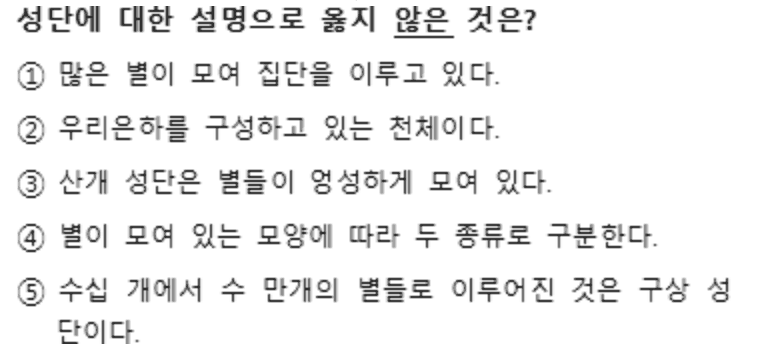 성단에 대한 설명으로 옳지 않은 것은?
① 많은 별이 모여 집단을 이루고 있다.
② 우리은하를 구성하고 있는 천체이다.
③ 산개 성단은 별들이 엉성하게 모여 있다.
④ 별이 모여 있는 모양에 따라 두 종류로 구분한다.
⑤ 수십 개에서 수 만개의 별들로 이루어진 것은 구상 성
단이다.